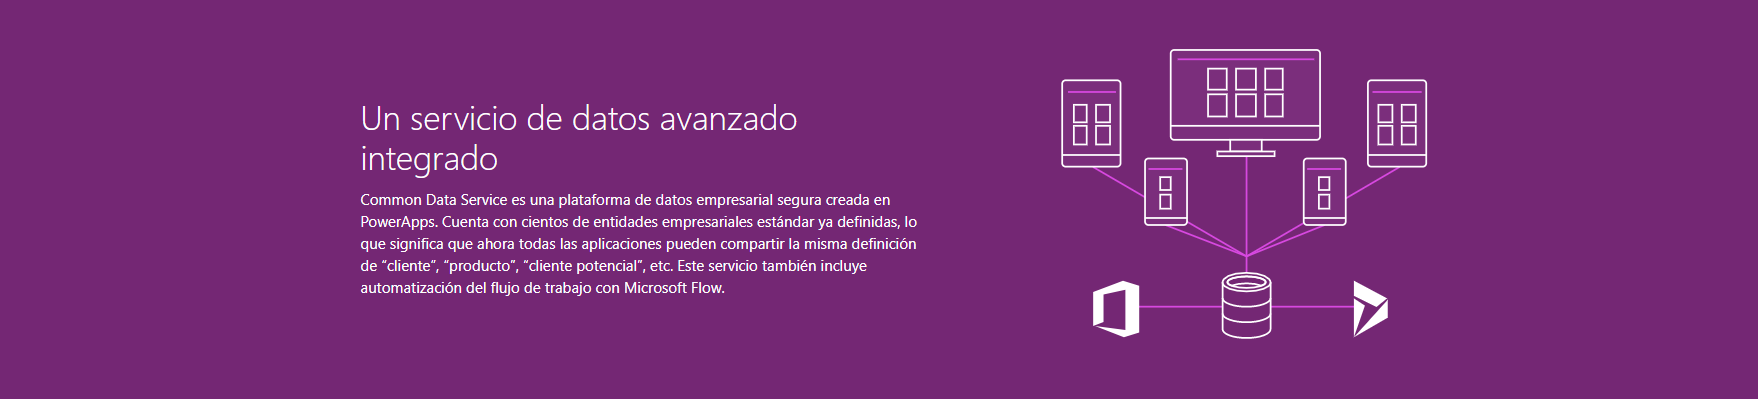 Un servicio de datos avanzado
integrado
Common Data Service es una plataforma de datos empresarial segura creada en
PowerApps. Cuenta con cientos de entidades empresariales estándar ya definidas, lo
que significa que ahora todas las aplicaciones pueden compartir la misma definición
de “cliente”, “producto”, “cliente potencial”, etc. Este servicio también incluye
automatización del flujo de trabajo con Microsoft Flow.